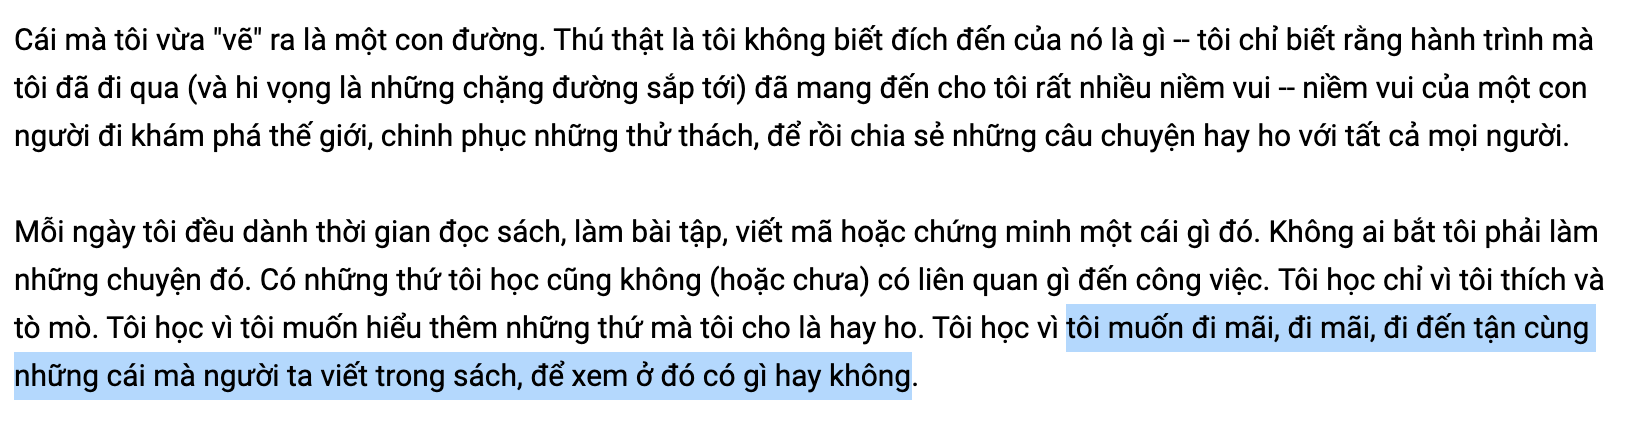 Cái mà tôi vừa "vẽ" ra là một con đường. Thú thật là tôi không biết đích đến của nó là gì -- tôi chỉ biết rằng hành trình mà
tôi đã đi qua (và hi vọng là những chặng đường sắp tới) đã mang đến cho tôi rất nhiều niềm vui -- niềm vui của một con
người đi khám phá thế giới, chinh phục những thử thách, để rồi chia sẻ những câu chuyện hay ho với tất cả mọi người.
Mỗi ngày tôi đều dành thời gian đọc sách, làm bài tập, viết mã hoặc chứng minh một cái gì đó. Không ai bắt tôi phải làm
những chuyện đó. Có những thứ tôi học cũng không (hoặc chưa) có liên quan gì đến công việc. Tôi học chỉ vì tôi thích và
tò mò. Tôi học vì tôi muốn hiểu thêm những thứ mà tôi cho là hay ho. Tôi học vì tôi muốn đi mãi, đi mãi, đi đến tận cùng
những cái mà người ta viết trong sách, để xem ở đó có gì hay không.